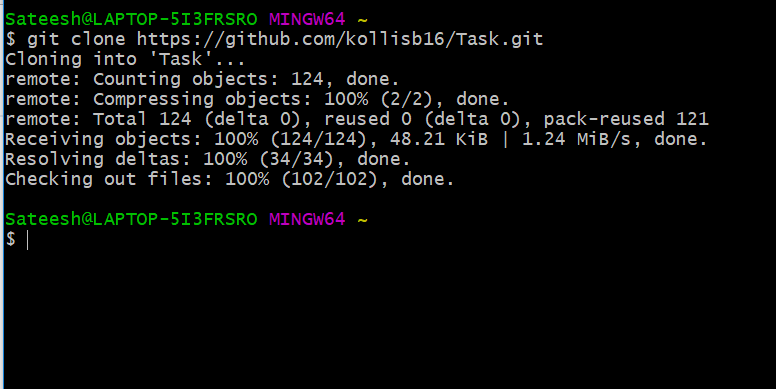 Sateesh@LAPTOP-5I3FRSRO MINGW64 ~
$ git clone https://github.com/kollisb16/Task.git
Cloning into 'Task'...
remote: Counting objects: 124, done.
remote: Compressing objects: 100% (2/2), done.
remote: Total 124 (delta 0), reused 0 (delta 0), pack-reused 121
Receiving objects: 100% (124/124), 48.21 KiB | 1.24 MiB/s, done.
Resolving deltas: 100% (34/34), done.
Checking out files: 100% (102/102), done.
Sateesh@LAPTOP-5I3FRSRO MINGW64 ~
$